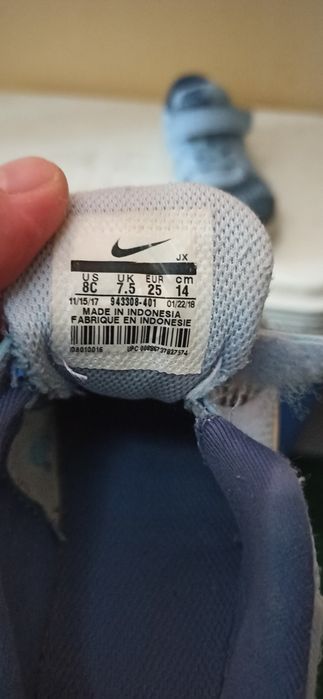 JX
US UK EUR cm
8C 7.5 25 14
11/15/17 943308-401 01/22/18
MADE IN INDONESIA
FABRIQUE EN INDONESIE